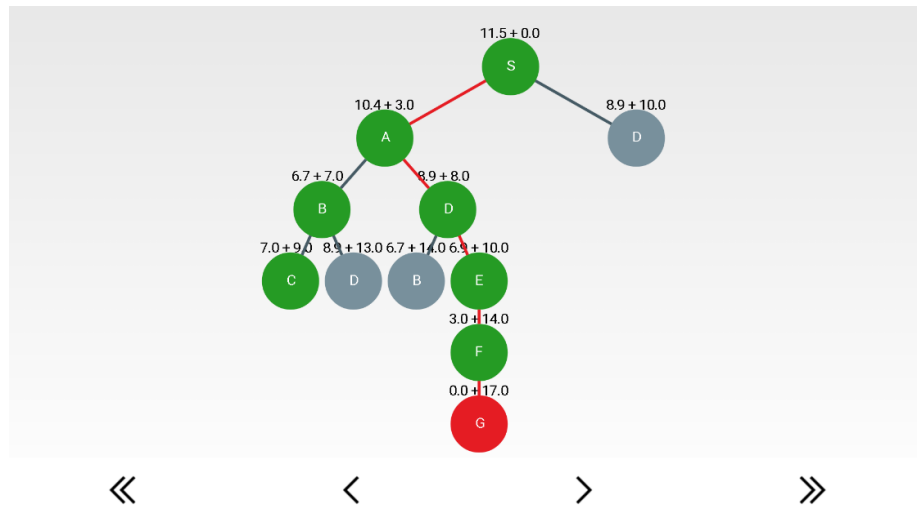 11.5 + 0.0
S
10.4 + 3.0
8.9 + 10.0
A
D
6.7 + 7.0
8.9 + 8.0
B
D
7.0 + 9.0
8.9 + 13.0
6.7 + 14.0
6.9 + 10.0
C
D
B
E
3.0 + 14.0
F
0.0 + 17.0
G